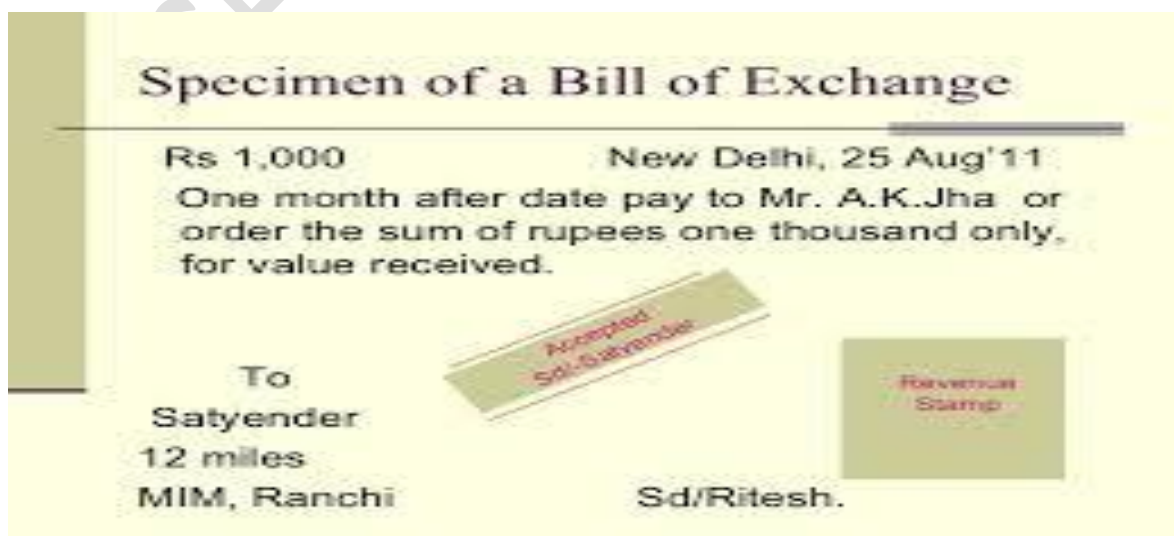 Specimen of a Bill of Exchange
Rs 1,000 New Delhi, 25 Aug'11
One month after date pay to Mr. A.K.Jha or
order the sum of rupees one thousand only,
for value received.
Accepted
Sd/-Satyender
To
Satyender
12 miles
MIM, Ranchi
Revenue
Stamp
Sd/Ritesh.